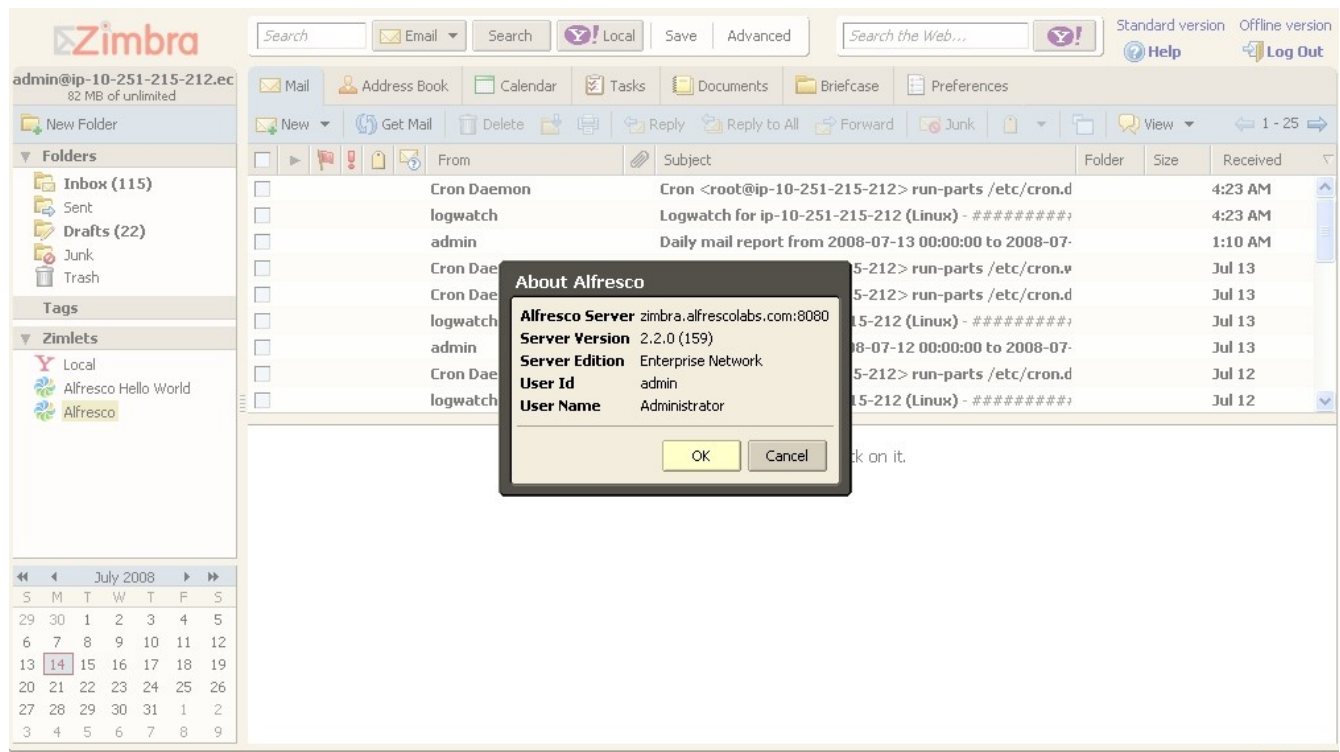 Zimbra
Search Email Search Y! Local Save Advanced Search the Web... Y! Standard version Offline version
Help Log Out
admin@ip-10-251-215-212.ec
82 MB of unlimited
Mail Address Book Calendar Tasks Documents Briefcase Preferences
New Folder
New Get Mail Delete Reply Reply to All Forward Junk View 1 - 25
Folders
Inbox (115)
Sent
Drafts (22)
Junk
Trash
Tags
Zimlets
Local
Alfresco Hello World
Alfresco
From Subject Folder Size Received
Cron Daemon Cron <root@ip-10-251-215-212> run-parts /etc/cron.d 4:23 AM
logwatch Logwatch for ip-10-251-215-212 (Linux) - ######### 4:23 AM
admin Daily mail report from 2008-07-13 00:00:00 to 2008-07- 1:10 AM
Cron Dae 5-212> run-parts /etc/cron.w Jul 13
Cron Dae 5-212> run-parts /etc/cron.d Jul 13
logwatch 15-212 (Linux) - ######### Jul 13
admin 08-07-12 00:00:00 to 2008-07- Jul 13
Cron Dae 5-212> run-parts /etc/cron.d Jul 12
logwatch 15-212 (Linux) - ######### Jul 12
About Alfresco
Alfresco Server zimbra.alfrescolabs.com:8080
Server Version 2.2.0 (159)
Server Edition Enterprise Network
User Id admin
User Name Administrator
OK Cancel
k on it.
July 2008
S M T W T F S
29 30 1 2 3 4 5
6 7 8 9 10 11 12
13 14 15 16 17 18 19
20 21 22 23 24 25 26
27 28 29 30 31 1 2
3 4 5 6 7 8 9